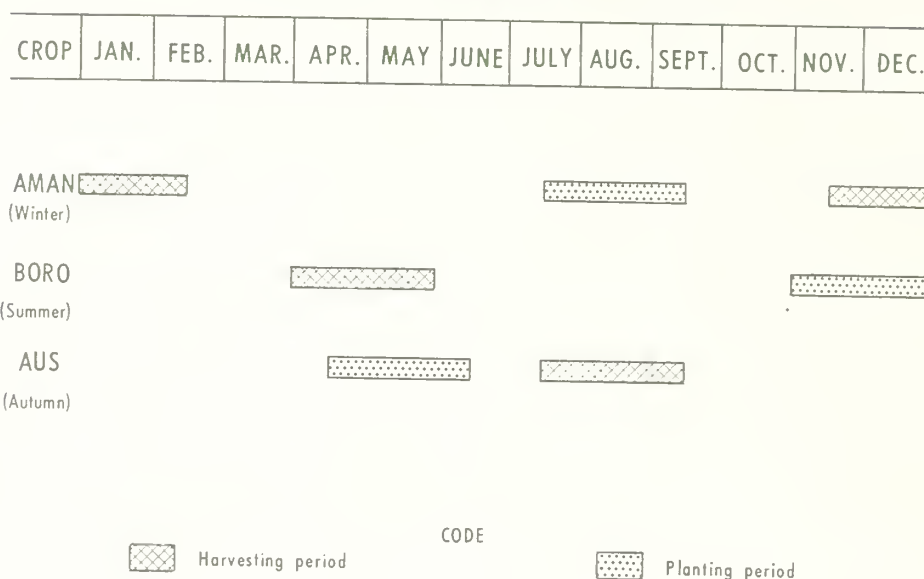 CROP JAN. FEB. MAR. APR. MAY JUNE JULY AUG. SEPT. OCT. NOV. DEC.
AMAN
(Winter)
BORO
(Summer)
AUS
(Autumn)
CODE
Harvesting period Planting period